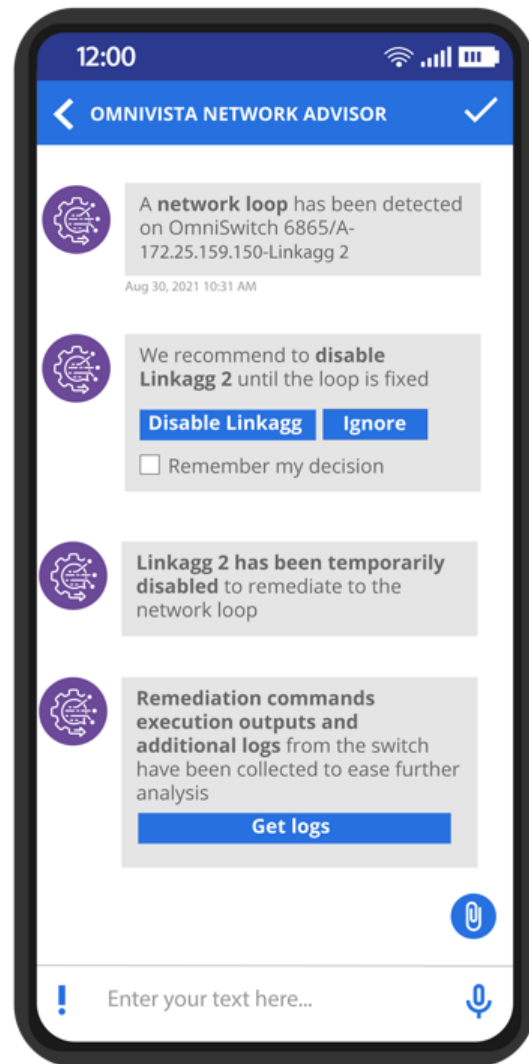 12:00
OMNIVISTA NETWORK ADVISOR
A network loop has been detected
on OmniSwitch 6865/A-
172.25.159.150-Linkagg 2
Aug 30, 2021 10:31 AM
We recommend to disable
Linkagg 2 until the loop is fixed
Disable Linkagg Ignore
Remember my decision
Linkagg 2 has been temporarily
disabled to remediate to the
network loop
Remediation commands
execution outputs and
additional logs from the switch
have been collected to ease further
analysis
Get logs
Enter your text here...